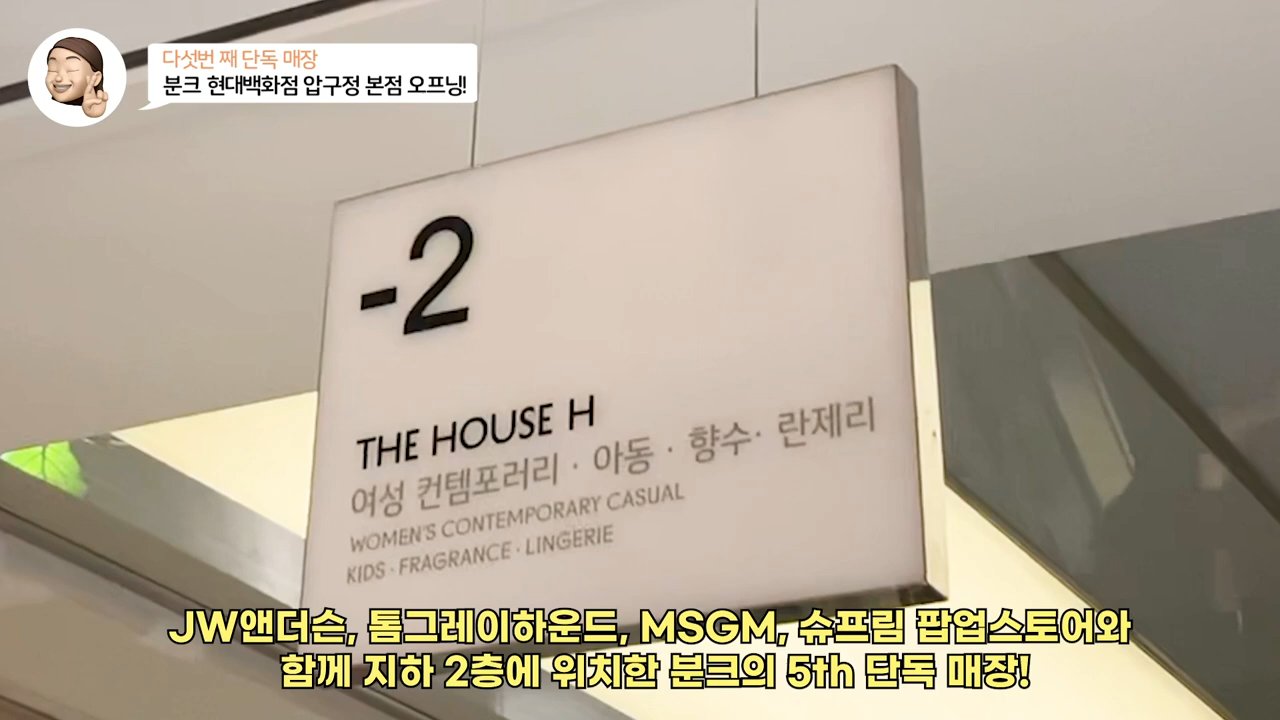 다섯번 째 단독 매장
분크 현대백화점 압구정 본점 오프닝!
-2
THE HOUSE H
여성 컨템포러리 · 아동 · 향수 · 란제리
WOMEN'S CONTEMPORARY CASUAL
KIDS · FRAGRANCE · LINGERIE
JW앤더슨, 톰그레이하운드, MSGM, 슈프림 팝업스토어와
함께 지하 2층에 위치한 분크의 5th 단독 매장!